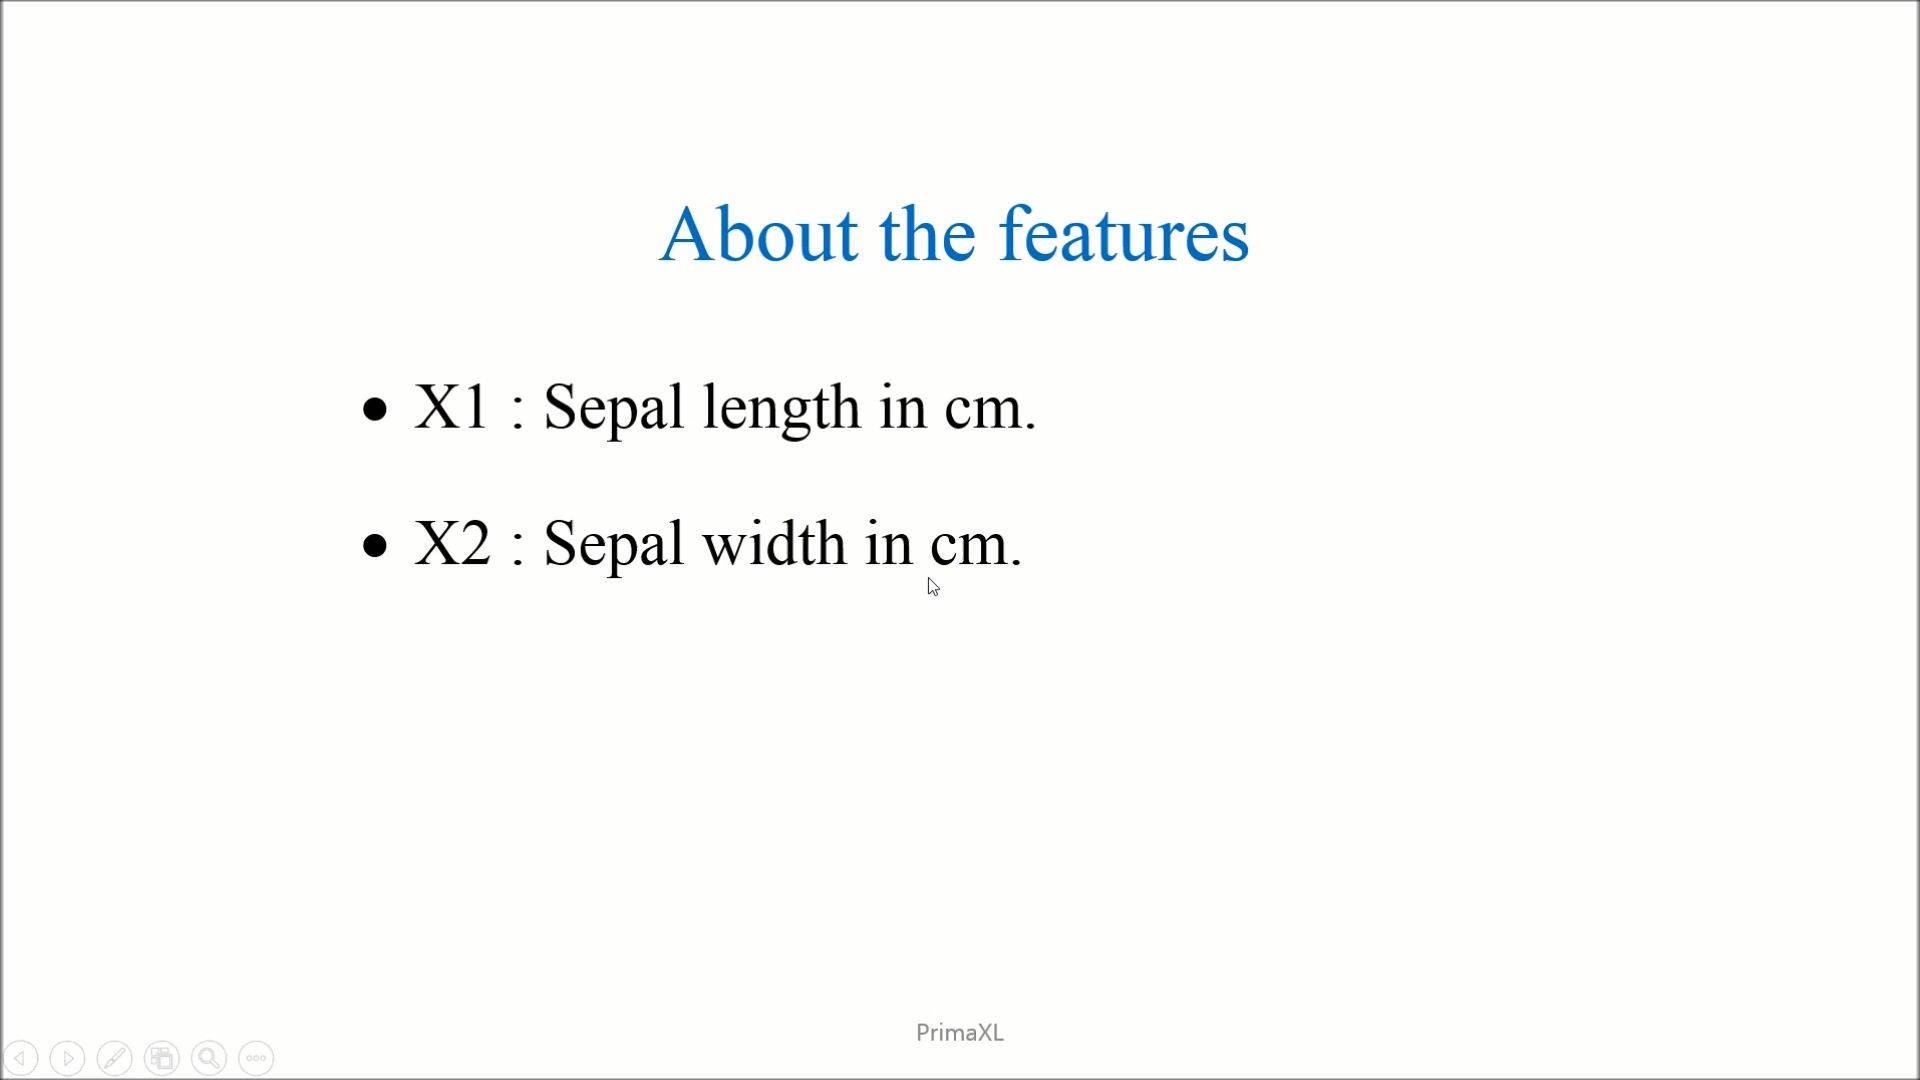 About the features
• X1 : Sepal length in cm.
• X2 : Sepal width in cm.
PrimaXL